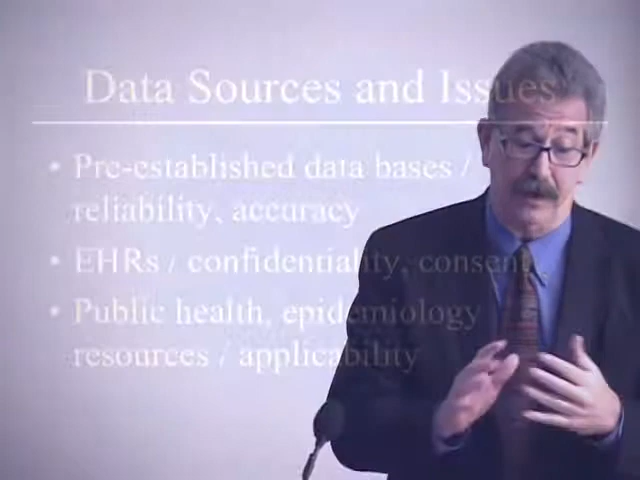 Data Sources and Issues
• Pre-established data bases /
reliability, accuracy
• EHRs / confidentiality, consent
• Public health, epidemiology
resources / applicability